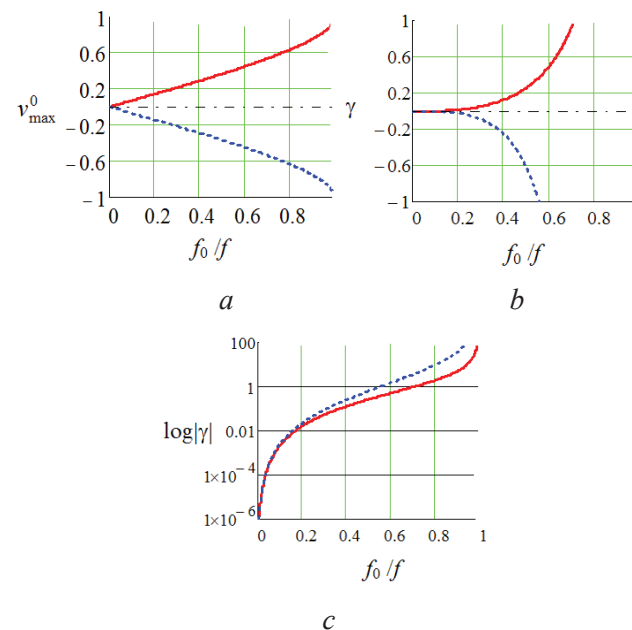 1
0.6
0.2
v⁰max
−0.2
−0.6
−1
0 0.2 0.4 0.6 0.8
f₀ /f
a
1
0.6
0.2
γ
−0.2
−0.6
−1
0 0.2 0.4 0.6 0.8
f₀ /f
b
100
1
log|γ| 0.01
1×10⁻⁴
1×10⁻⁶
0 0.2 0.4 0.6 0.8 1
f₀ /f
c